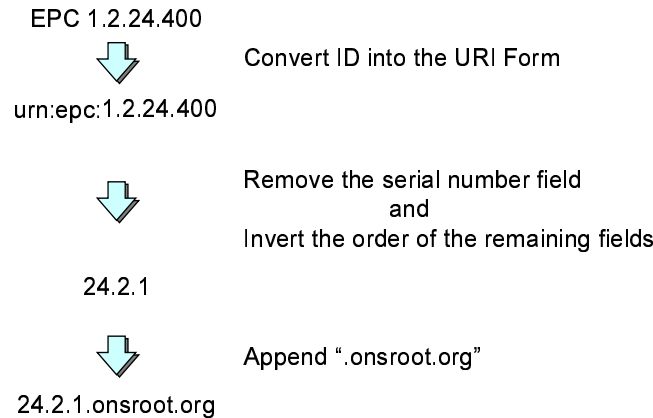 EPC 1.2.24.400
Convert ID into the URI Form
urn:epc:1.2.24.400
Remove the serial number field
and
Invert the order of the remaining fields
24.2.1
Append “.onsroot.org”
24.2.1.onsroot.org